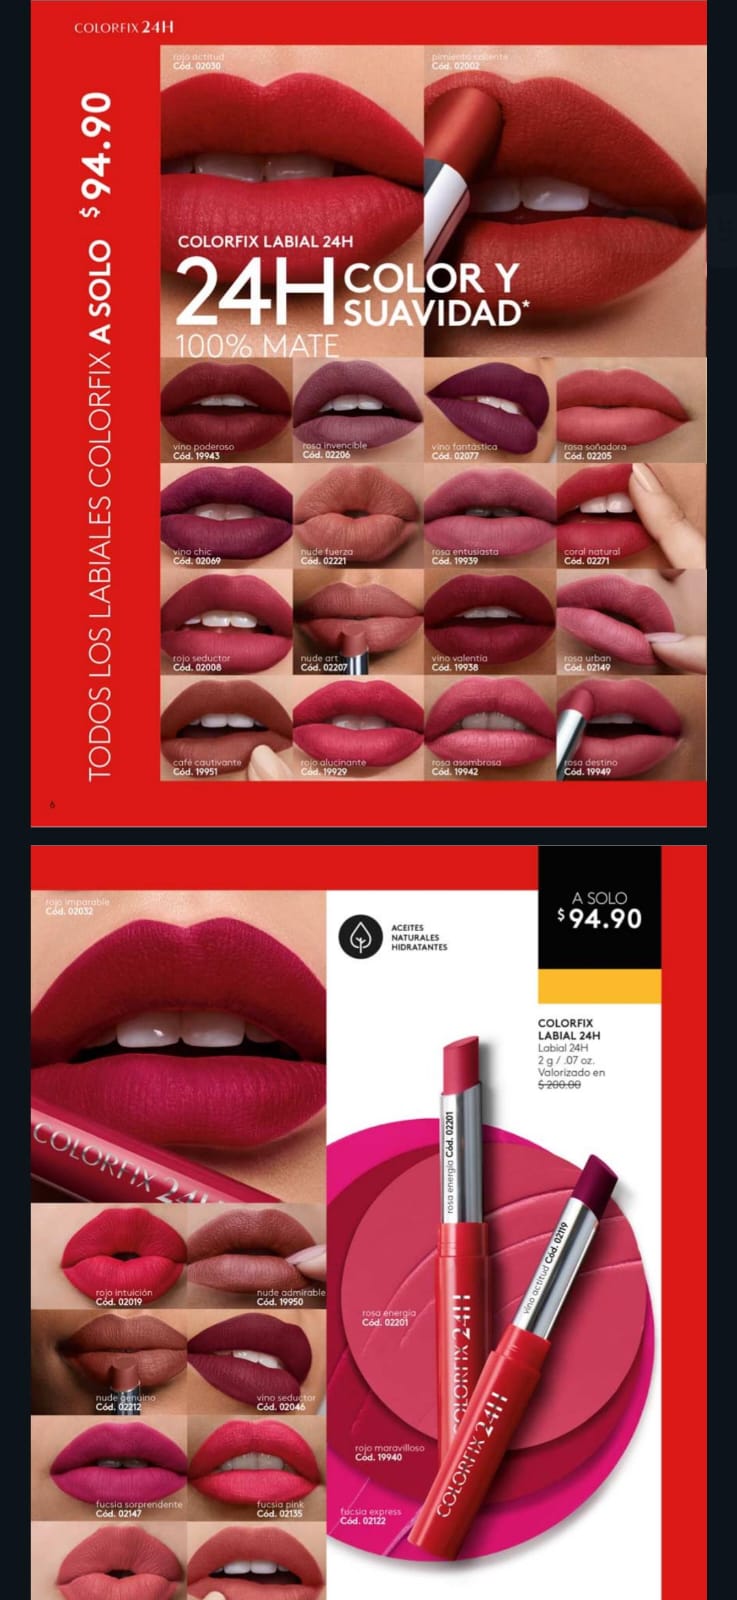 COLORFIX 24H
TODOS LOS LABIALES COLORFIX A SOLO $94.90
rojo actitud
Cód. 02030
pimiento caliente
Cód. 02002
COLORFIX LABIAL 24H
24H COLOR Y
SUAVIDAD*
100% MATE
vino poderoso
Cód. 19943
rosa invencible
Cód. 02206
vino fantástica
Cód. 02077
rosa soñadora
Cód. 02205
vino chic
Cód. 02069
nude fuerza
Cód. 02221
rosa entusiasta
Cód. 19939
coral natural
Cód. 02271
rojo seductor
Cód. 02008
nude art
Cód. 02207
vino valentía
Cód. 19938
rosa urban
Cód. 02149
café cautivante
Cód. 19951
rojo alucinante
Cód. 19929
rosa asombrosa
Cód. 19942
rosa destino
Cód. 19949
6
rojo imparable
Cód. 02032
COLORFIX 24H
ACEITES
NATURALES
HIDRATANTES
A SOLO
$94.90
COLORFIX
LABIAL 24H
Labial 24H
2 g / .07 oz.
Valorizado en
$ 200.00
rosa energía Cód. 02201
vino actitud Cód. 02119
rojo intuición
Cód. 02019
nude admirable
Cód. 19950
rosa energía
Cód. 02201
COLORFIX 24H
COLORFIX 24H
nude genuino
Cód. 02212
vino seductor
Cód. 02046
rojo maravilloso
Cód. 19940
fucsia sorprendente
Cód. 02147
fucsia pink
Cód. 02135
fucsia express
Cód. 02122